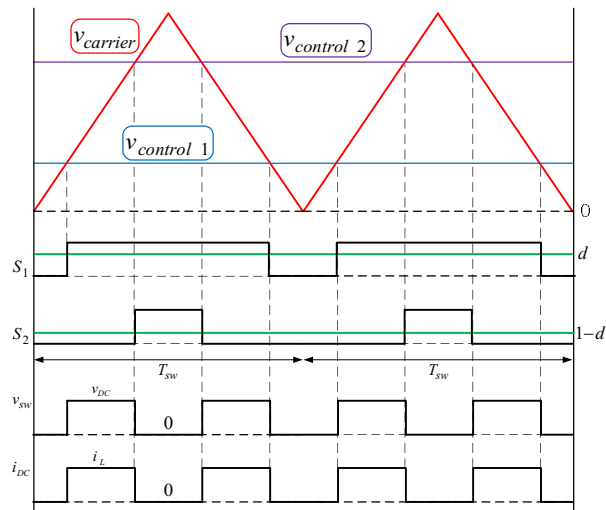 v_carrier
v_control 2
v_control 1
0
S_1
d
S_2
1−d
T_sw
T_sw
v_sw
v_DC
0
i_DC
i_L
0